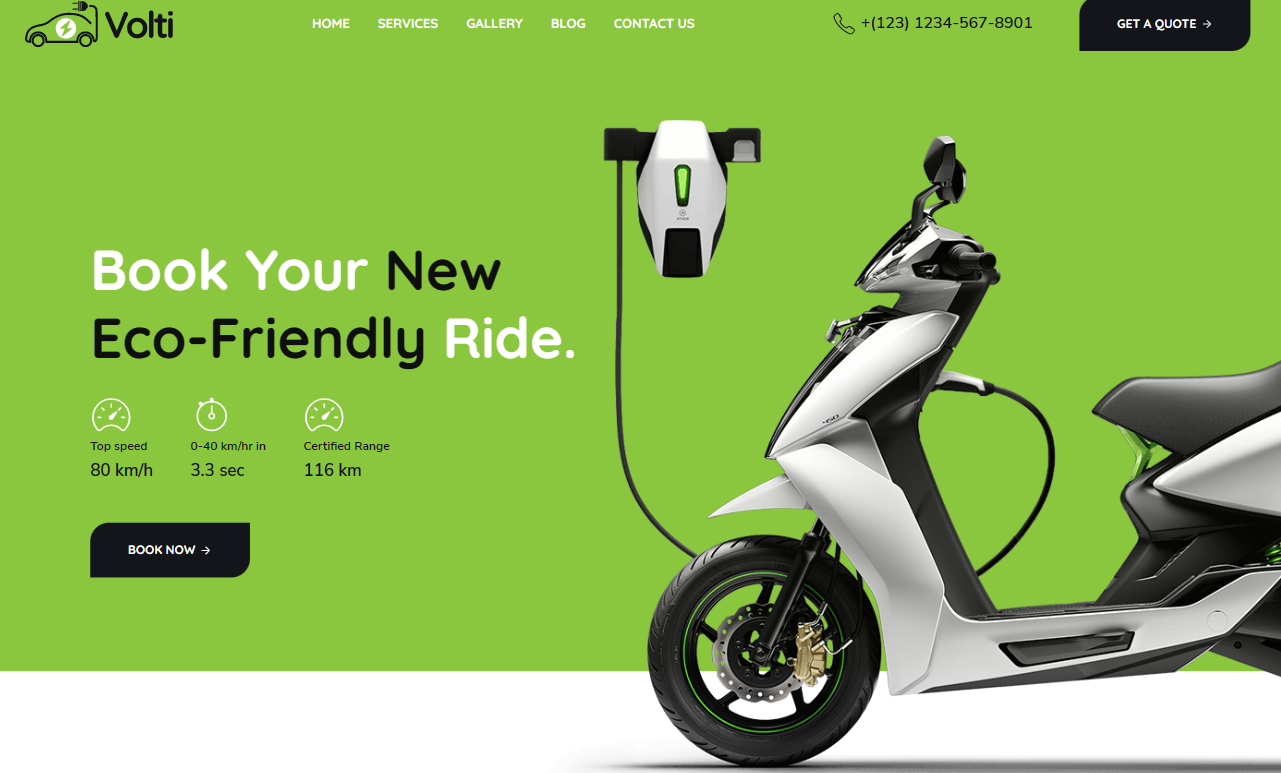 Volti
HOME SERVICES GALLERY BLOG CONTACT US
+(123) 1234-567-8901
GET A QUOTE →
Book Your New
Eco-Friendly Ride.
Top speed 0-40 km/hr in Certified Range
80 km/h 3.3 sec 116 km
BOOK NOW →